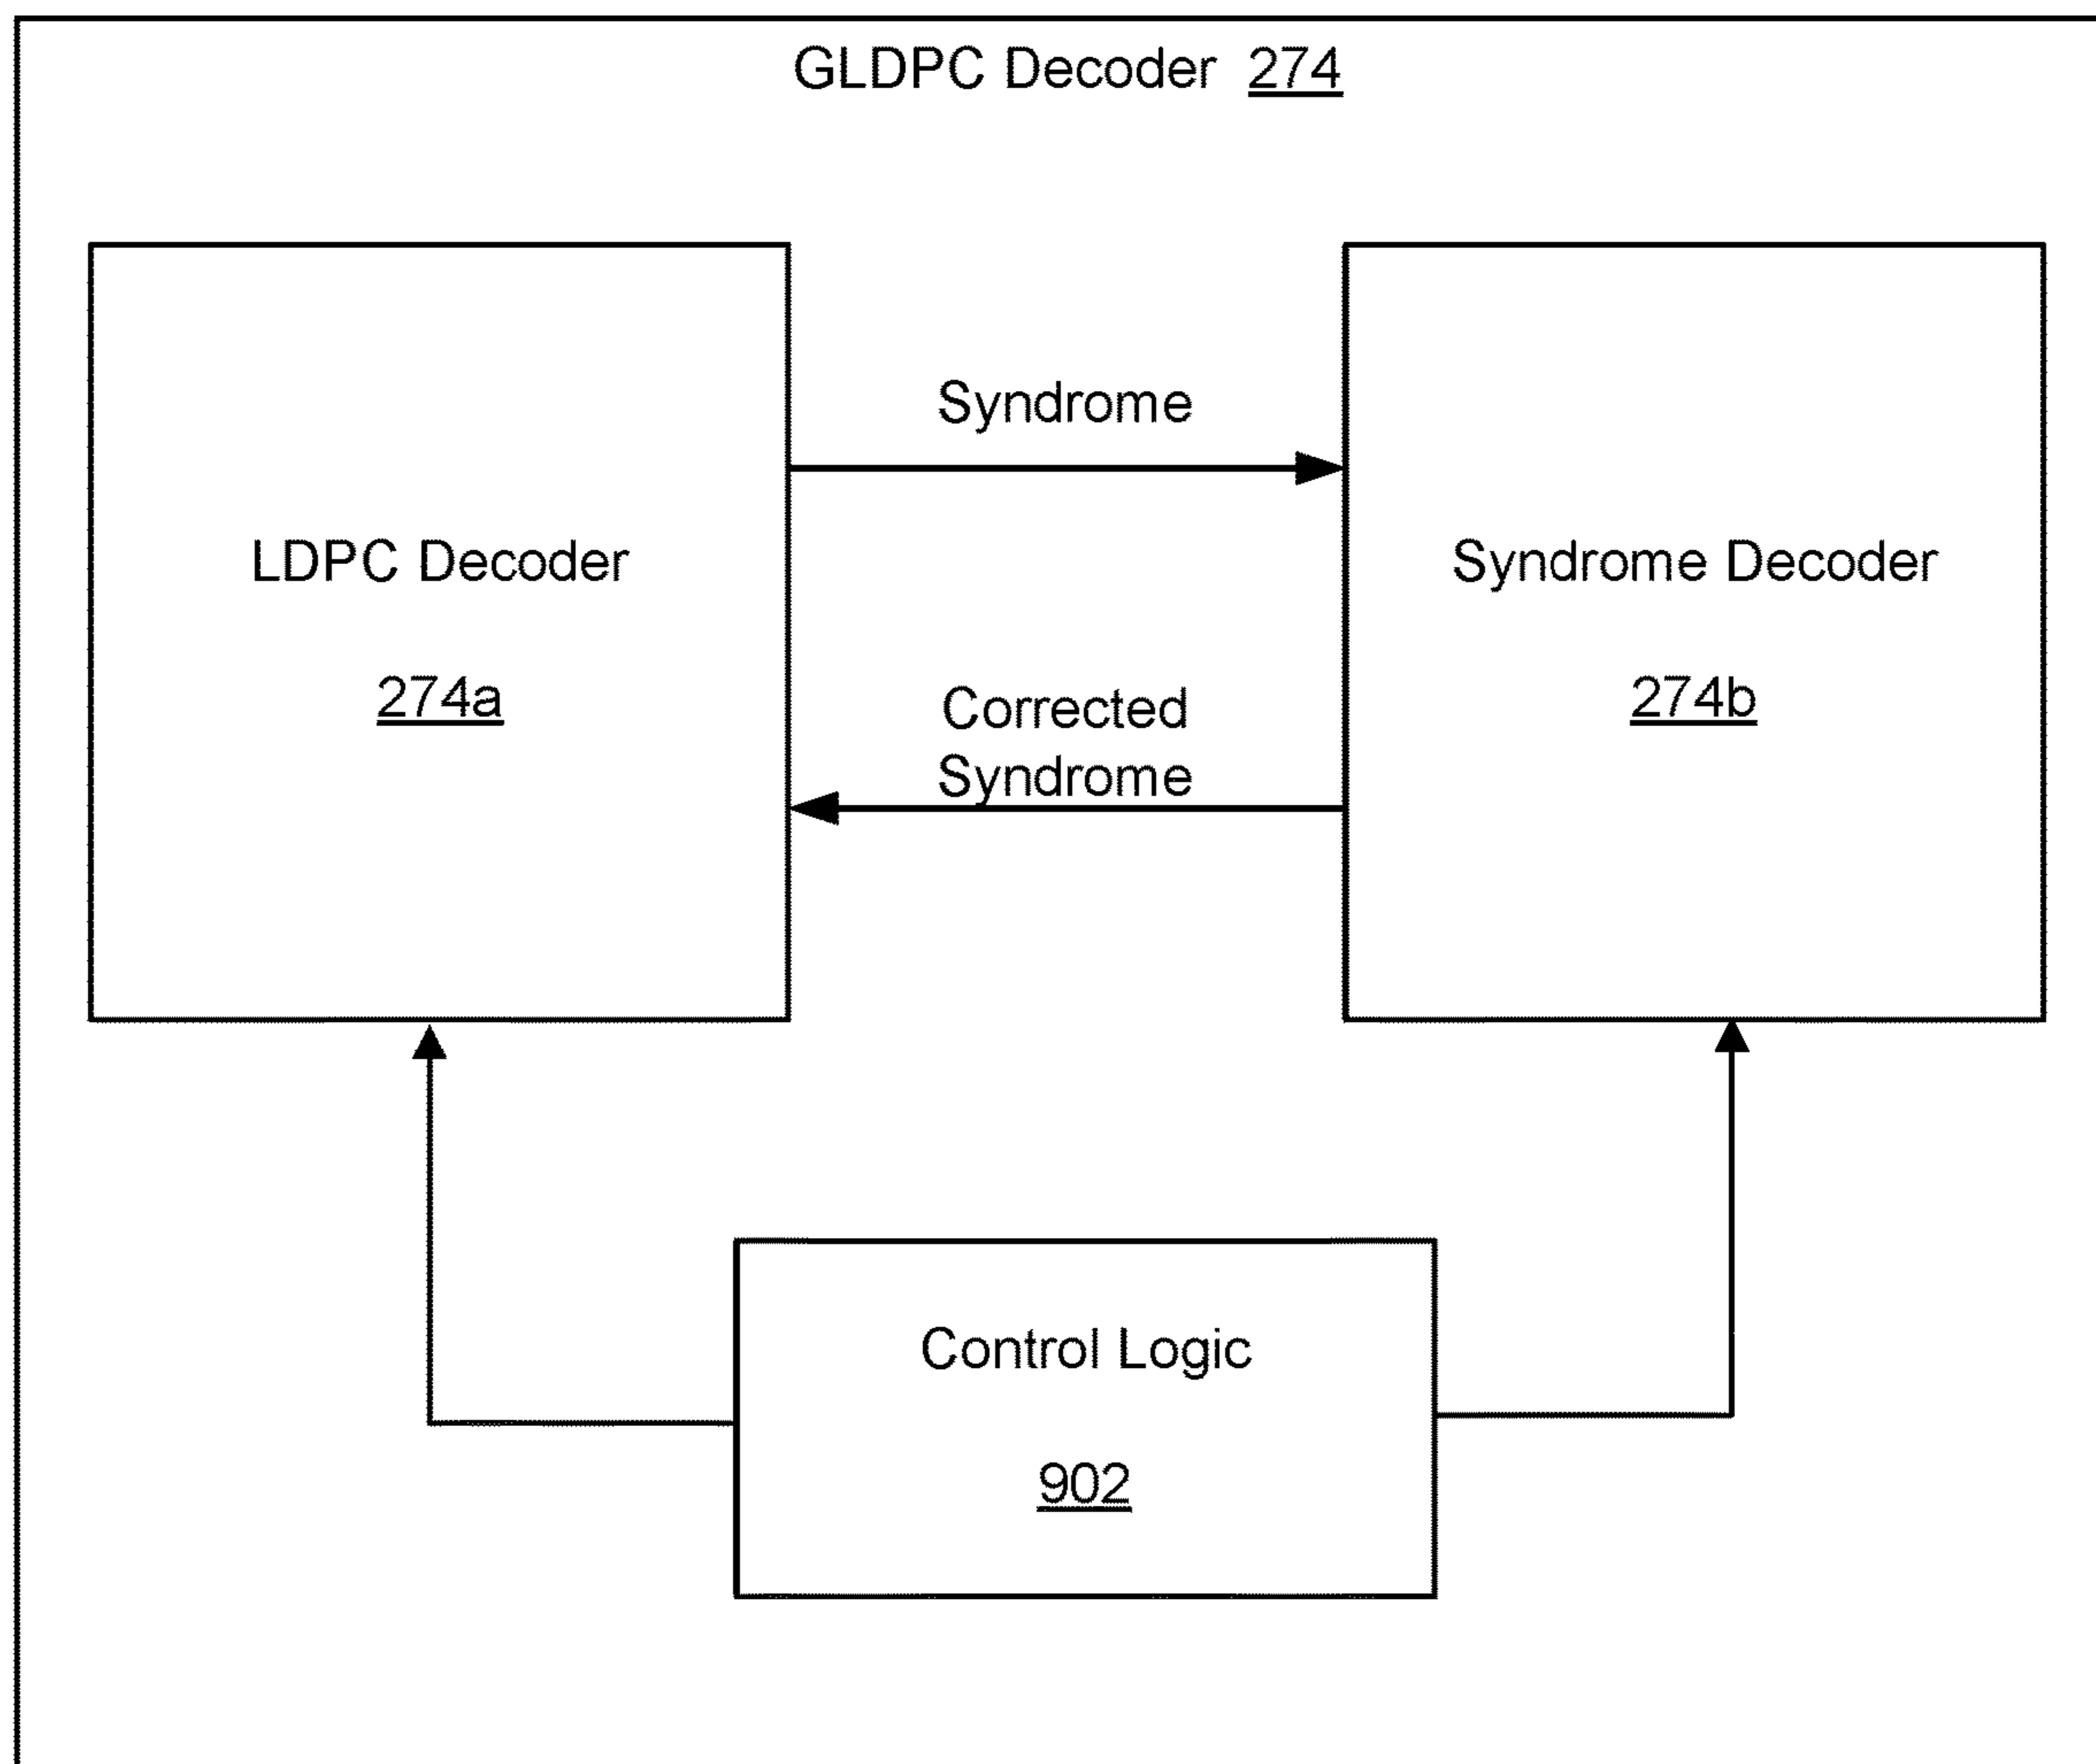 GLDPC Decoder 274
Syndrome
LDPC Decoder
274a
Syndrome Decoder
274b
Corrected
Syndrome
Control Logic
902